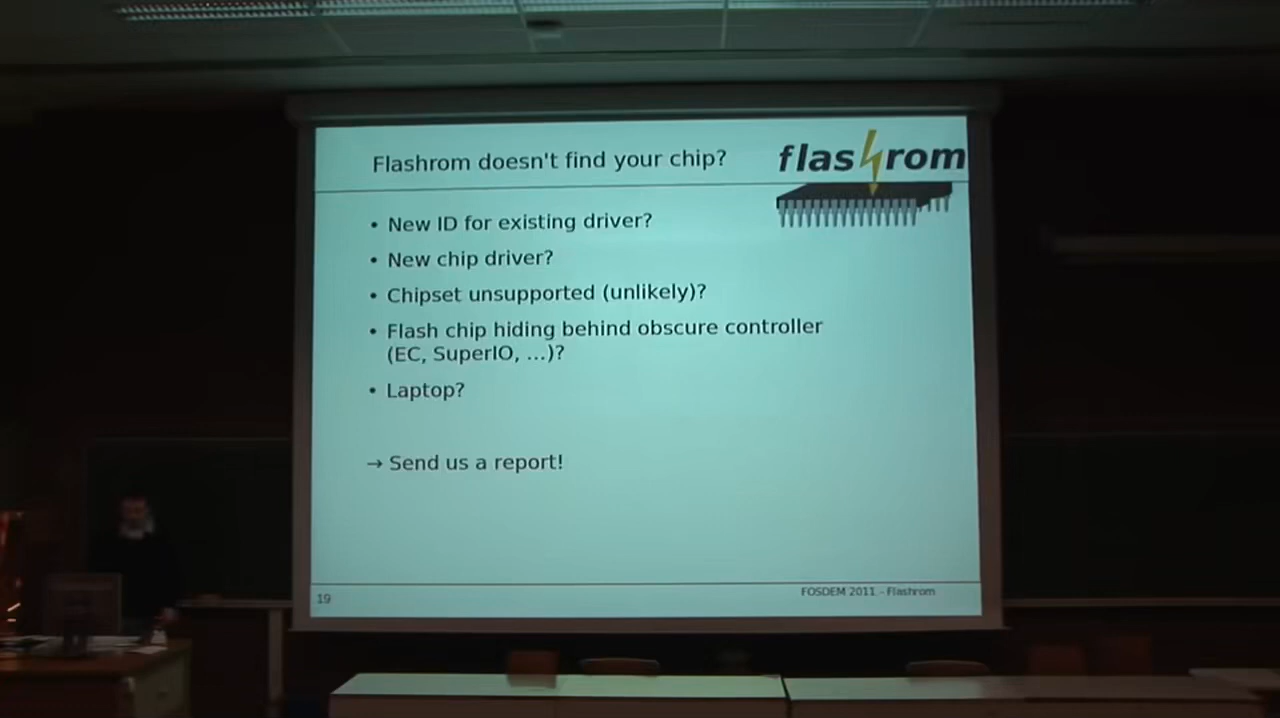 Flashrom doesn't find your chip?
flashrom
• New ID for existing driver?
• New chip driver?
• Chipset unsupported (unlikely)?
• Flash chip hiding behind obscure controller
(EC, SuperIO, ...)?
• Laptop?
→ Send us a report!
19
FOSDEM 2011 - Flashrom